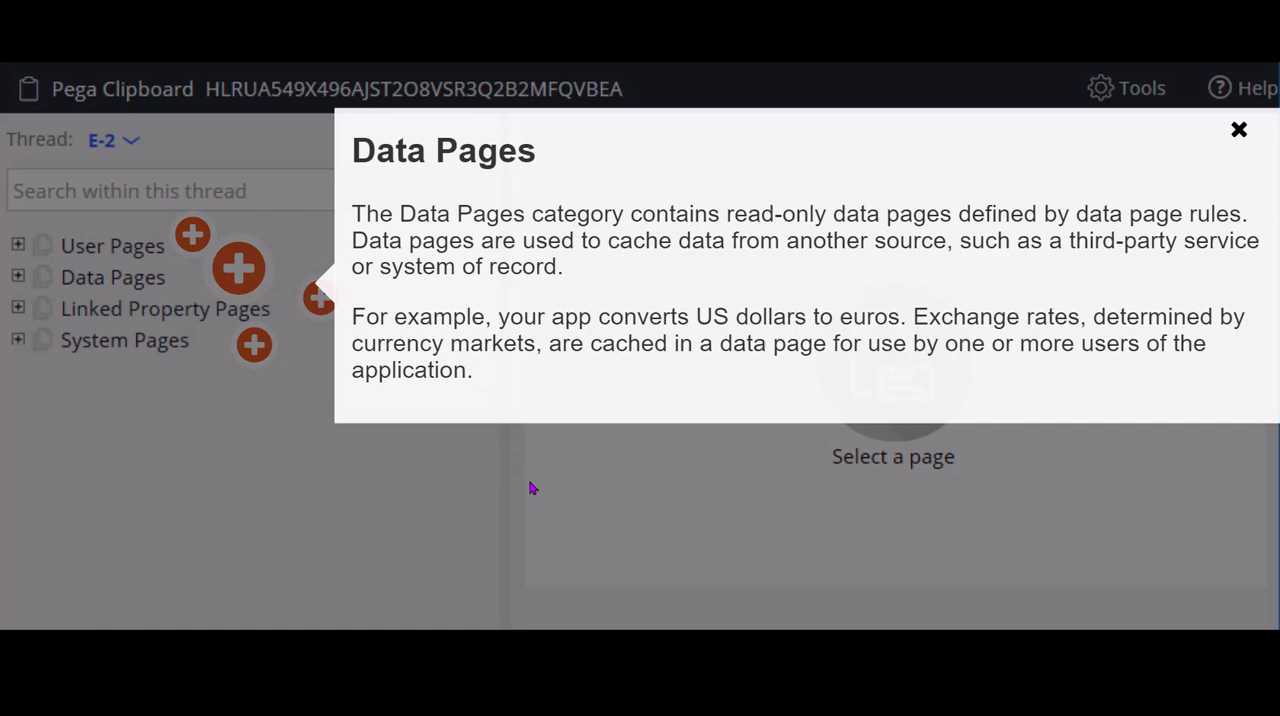 Pega Clipboard HLRUA549X496AJST2O8VSR3Q2B2MFQVBEA
Tools
Help
Thread: E-2
Search within this thread
User Pages
Data Pages
Linked Property Pages
System Pages
Data Pages
The Data Pages category contains read-only data pages defined by data page rules.
Data pages are used to cache data from another source, such as a third-party service
or system of record.
For example, your app converts US dollars to euros. Exchange rates, determined by
currency markets, are cached in a data page for use by one or more users of the
application.
Select a page